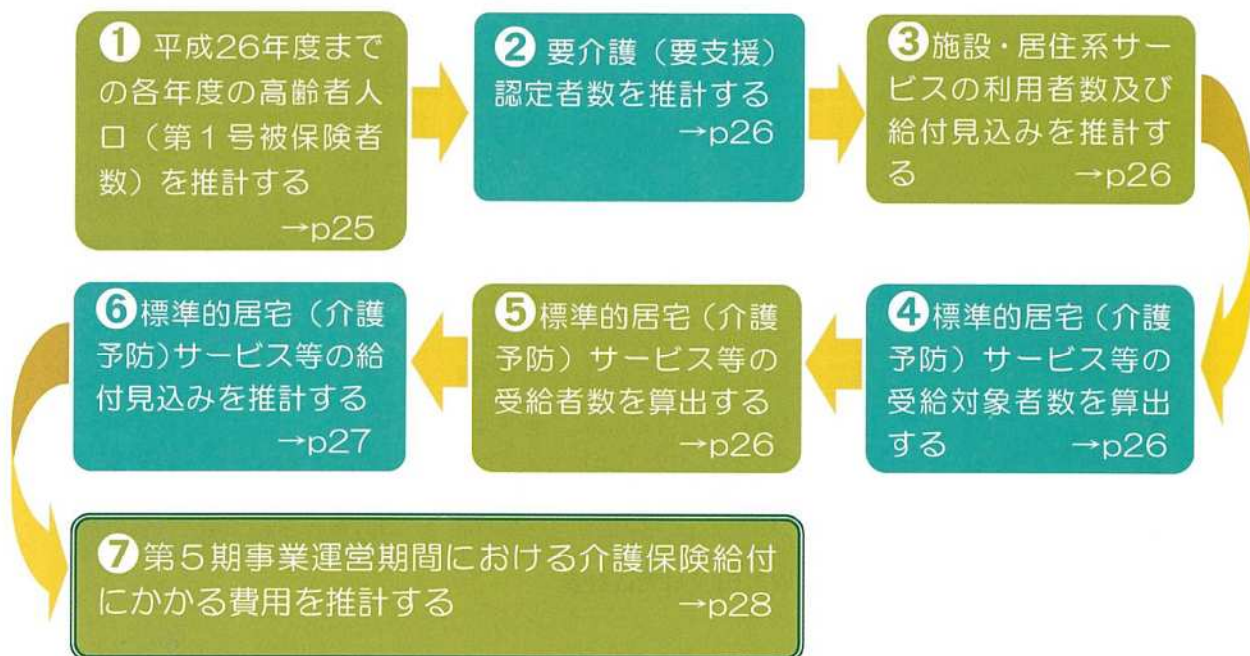 ❶ 平成26年度まで
の各年度の高齢者人
口（第１号被保険者
数）を推計する
→p25
❷ 要介護（要支援）
認定者数を推計する
→p26
❸施設・居住系サー
ビスの利用者数及び
給付見込みを推計す
る →p26
❹標準的居宅（介護
予防）サービス等の
受給対象者数を算出
する →p26
❺標準的居宅（介護
予防）サービス等の
受給者数を算出する
→p26
❻標準的居宅（介護
予防）サービス等の給
付見込みを推計する
→p27
❼第５期事業運営期間における介護保険給付
にかかる費用を推計する →p28